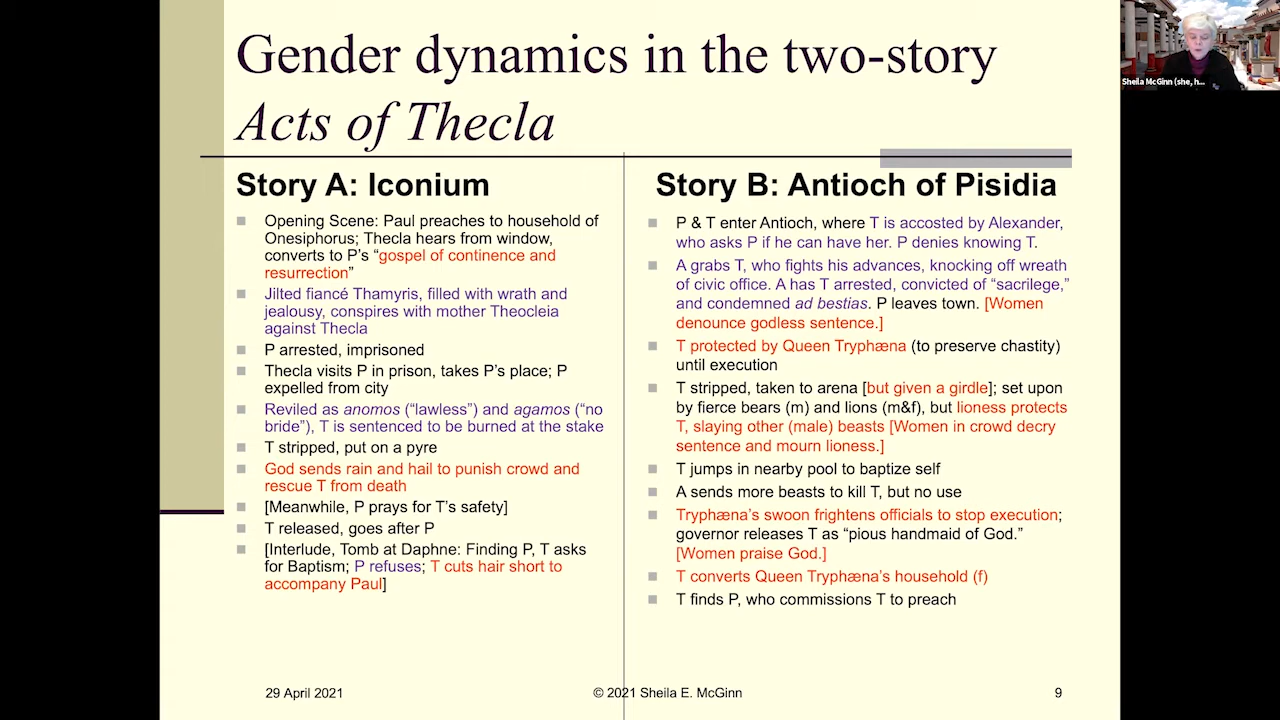 Gender dynamics in the two-story
Acts of Thecla
Story A: Iconium
Opening Scene: Paul preaches to household of
Onesiphorus; Thecla hears from window,
converts to P's “gospel of continence and
resurrection”
Jilted fiancé Thamyris, filled with wrath and
jealousy, conspires with mother Theocleia
against Thecla
P arrested, imprisoned
Thecla visits P in prison, takes P's place; P
expelled from city
Reviled as anomos (“lawless”) and agamos (“no
bride”), T is sentenced to be burned at the stake
T stripped, put on a pyre
God sends rain and hail to punish crowd and
rescue T from death
[Meanwhile, P prays for T's safety]
T released, goes after P
[Interlude, Tomb at Daphne: Finding P, T asks
for Baptism; P refuses; T cuts hair short to
accompany Paul]
Story B: Antioch of Pisidia
P & T enter Antioch, where T is accosted by Alexander,
who asks P if he can have her. P denies knowing T.
A grabs T, who fights his advances, knocking off wreath
of civic office. A has T arrested, convicted of “sacrilege,”
and condemned ad bestias. P leaves town. [Women
denounce godless sentence.]
T protected by Queen Tryphæna (to preserve chastity)
until execution
T stripped, taken to arena [but given a girdle]; set upon
by fierce bears (m) and lions (m&f), but lioness protects
T, slaying other (male) beasts [Women in crowd decry
sentence and mourn lioness.]
T jumps in nearby pool to baptize self
A sends more beasts to kill T, but no use
Tryphæna's swoon frightens officials to stop execution;
governor releases T as “pious handmaid of God.”
[Women praise God.]
T converts Queen Tryphæna's household (f)
T finds P, who commissions T to preach
29 April 2021
© 2021 Sheila E. McGinn
9
Sheila McGinn (she, h...